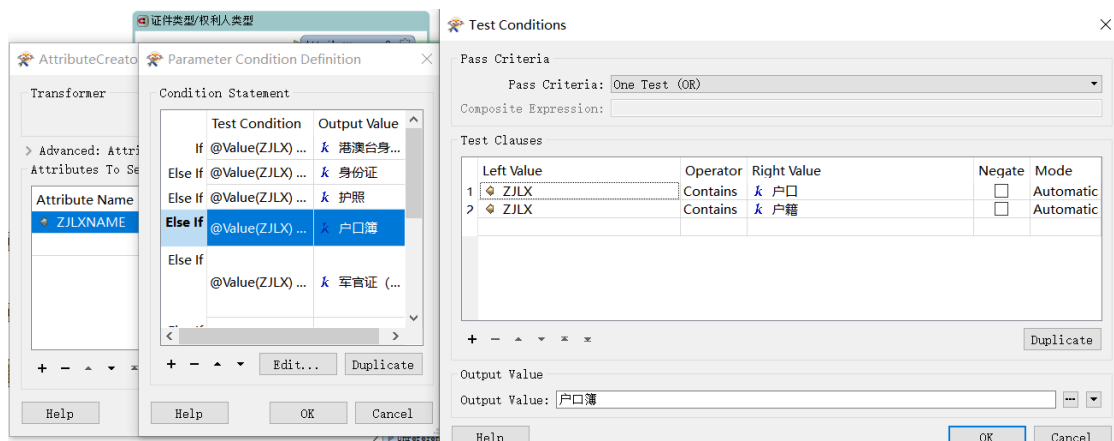 证件类型/权利人类型
AttributeCreato
Transformer
Advanced: Attri
Attributes To Se
Attribute Name
ZJLXNAME
Help
Parameter Condition Definition
Condition Statement
Test Condition Output Value
If @Value(ZJLX) ... 港澳台身...
Else If @Value(ZJLX) ... 身份证
Else If @Value(ZJLX) ... 护照
Else If @Value(ZJLX) ... 户口簿
Else If @Value(ZJLX) ... 军官证 (...
Edit... Duplicate
Help OK Cancel
Test Conditions
Pass Criteria
Pass Criteria: One Test (OR)
Composite Expression:
Test Clauses
Left Value Operator Right Value Negate Mode
1 ZJLX Contains 户口 Automatic
2 ZJLX Contains 户籍 Automatic
Duplicate
Output Value
Output Value: 户口簿
Help OK Cancel